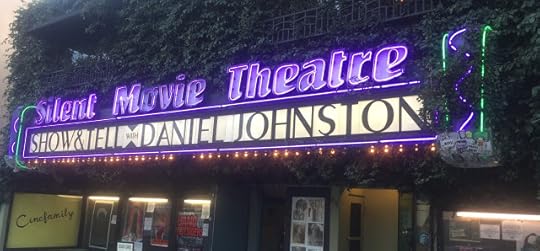 Silent Movie Theatre
SHOW & TELL WITH DANIEL JOHNSTON
Cinefamily